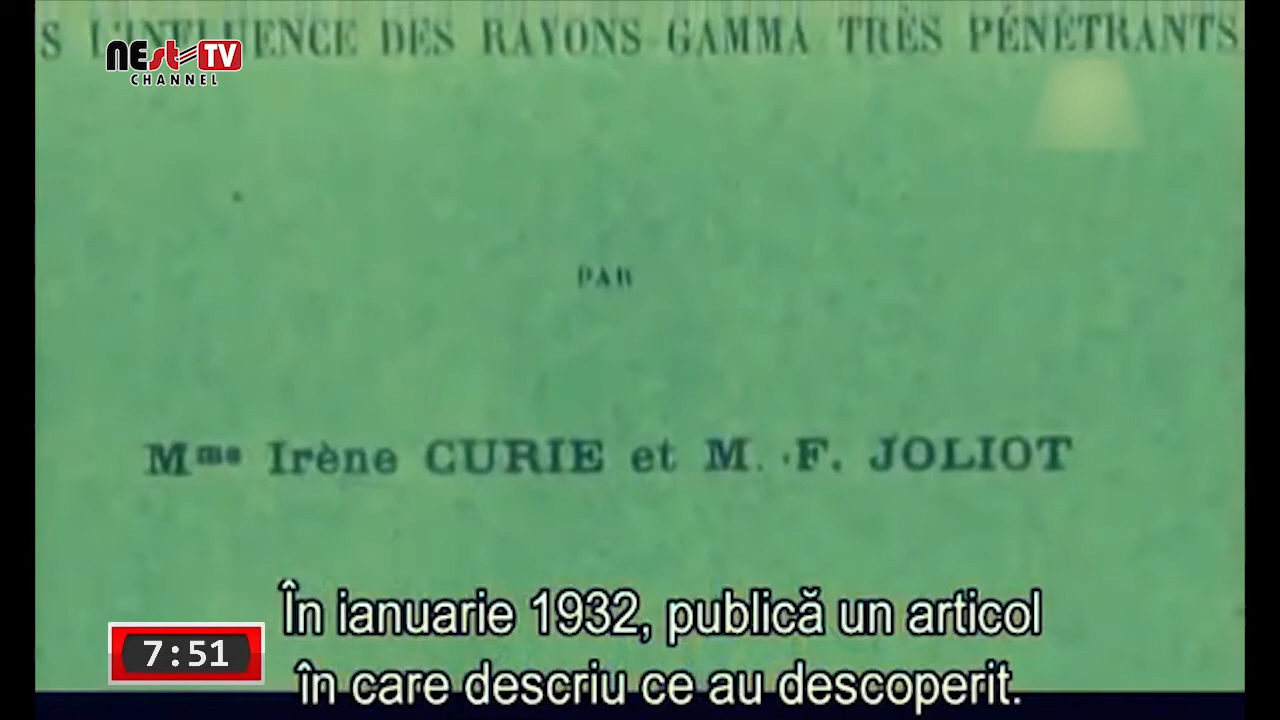 S L'INFLUENCE DES RAYONS GAMMA TRÈS PÉNÉTRANTS
NEst TV
CHANNEL
PAR
Mme Irène CURIE et M. F. JOLIOT
În ianuarie 1932, publică un articol
în care descriu ce au descoperit.
7:51